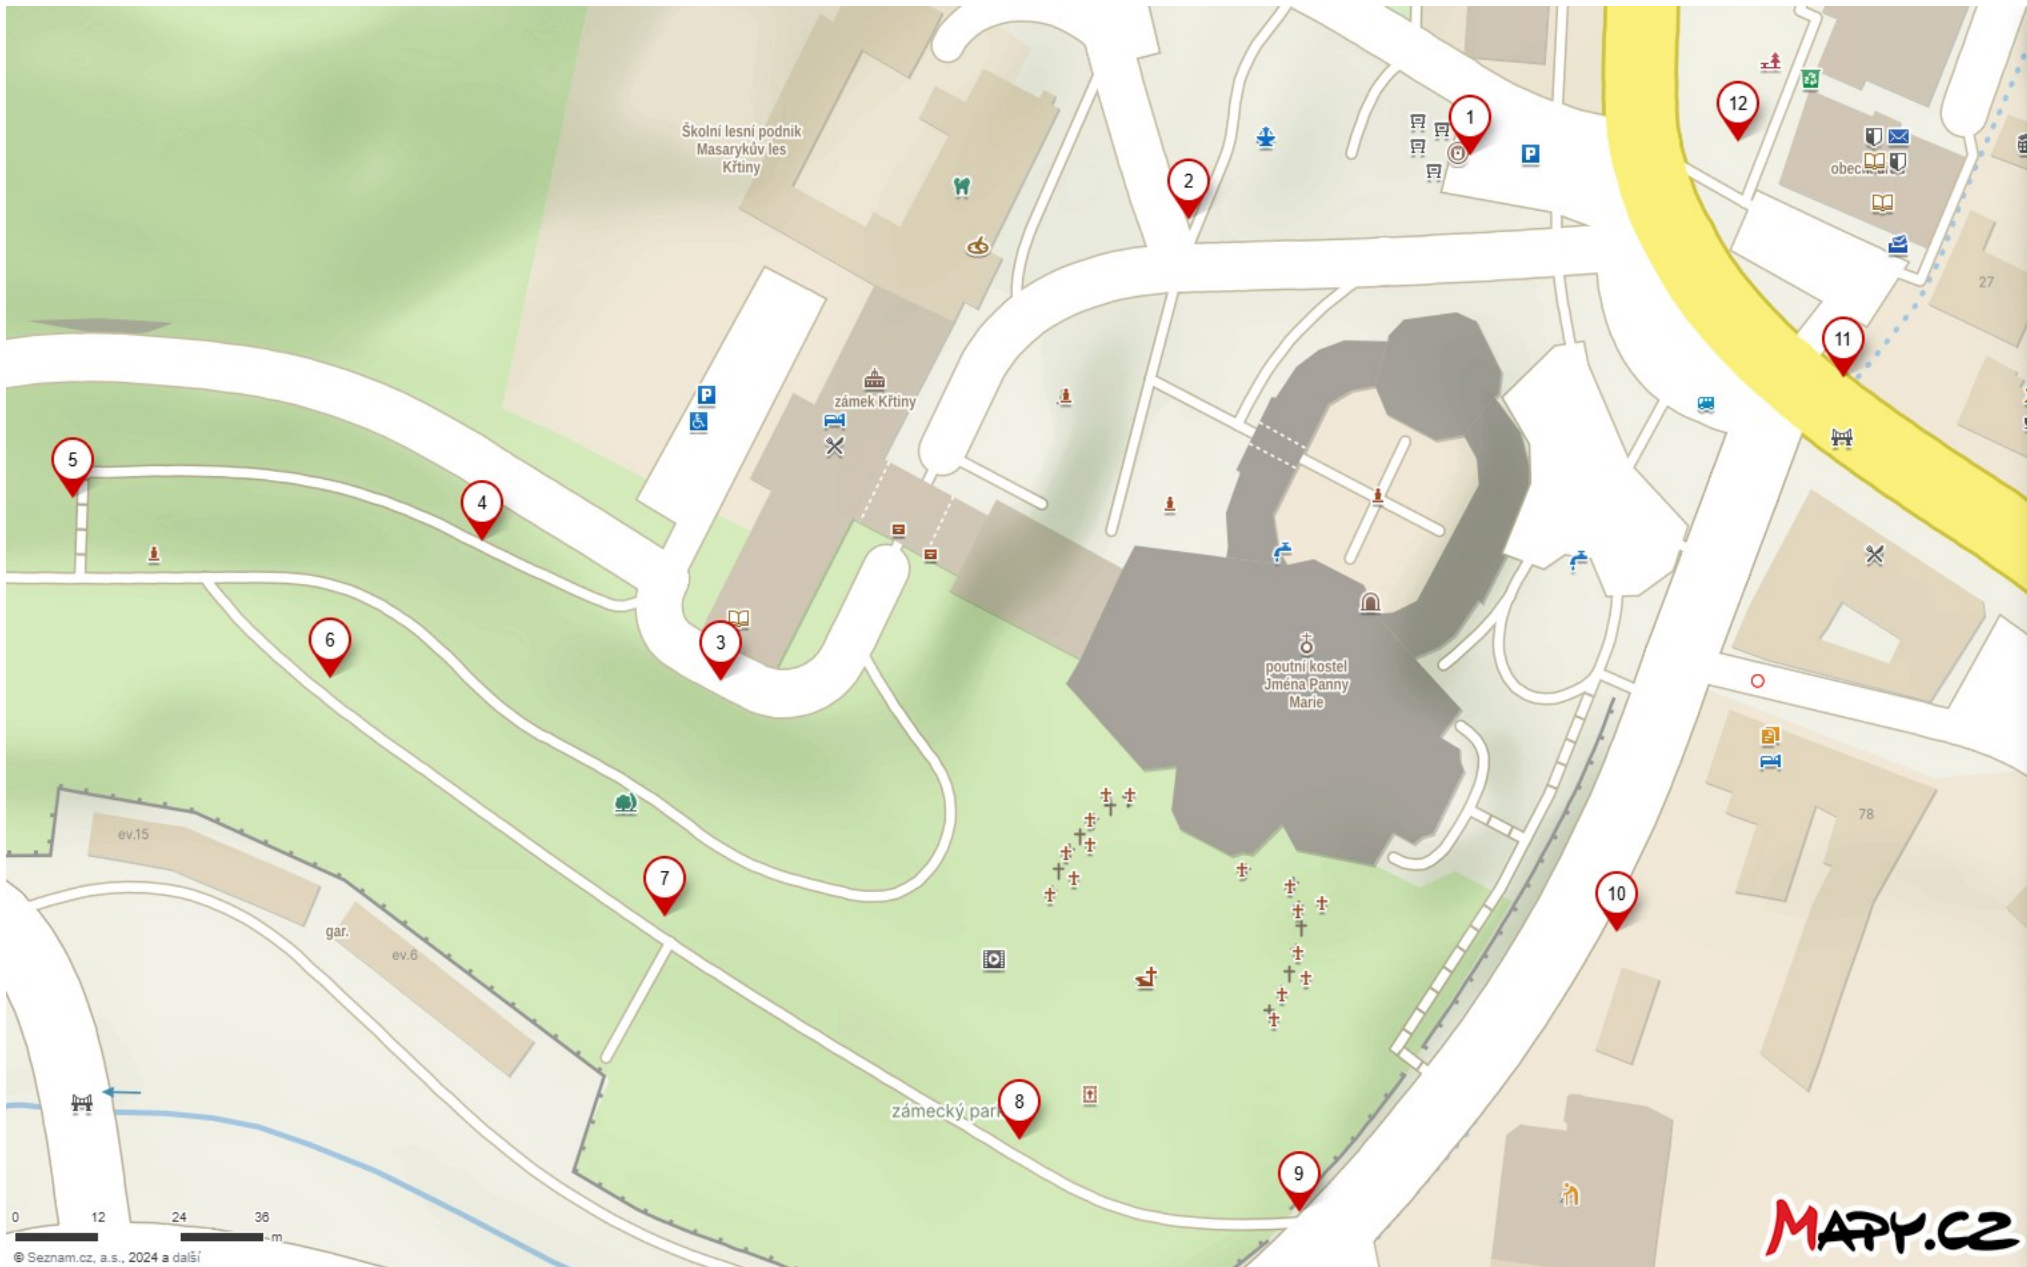 Školní lesní podnik
Masarykův les
Křtiny
1
2
12
27
11
zámek Křtiny
5
4
3
6
poutní kostel
Jména Panny
Marie
ev.15
gar.
ev.6
7
78
10
zámecký
8
9
0 12 24 36 m
© Seznam.cz, a.s., 2024 a další
MAPY.CZ